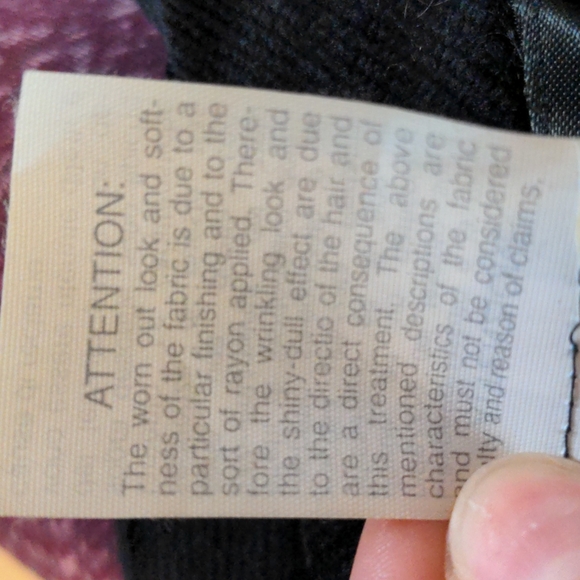 ATTENTION:
The worn out look and soft-
ness of the fabric is due to a
particular finishing and to the
sort of rayon applied. There-
fore the wrinkling look and
the shiny-dull effect are due
to the directio of the hair and
are a direct consequence of
this treatment. The above
mentioned descriptions are
characteristics of the fabric
and must not be considered
lty and reason of claims.